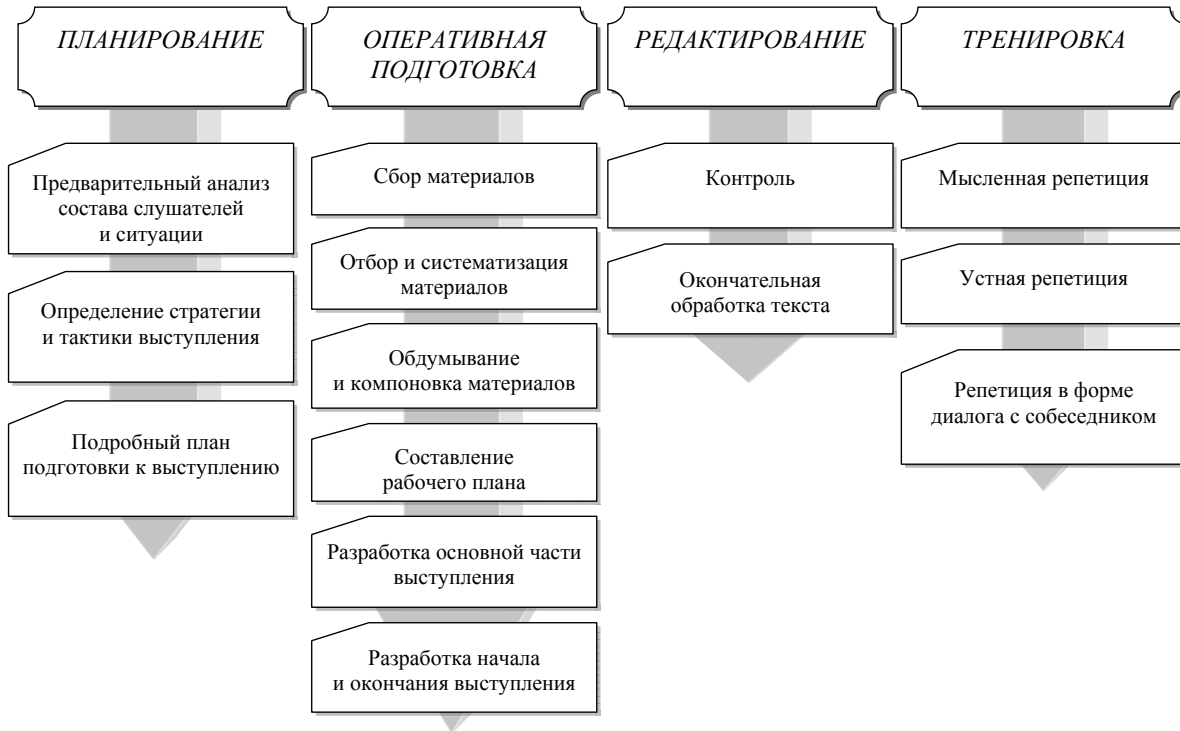 ПЛАНИРОВАНИЕ
Предварительный анализ
состава слушателей
и ситуации
Определение стратегии
и тактики выступления
Подробный план
подготовки к выступлению
ОПЕРАТИВНАЯ
ПОДГОТОВКА
Сбор материалов
Отбор и систематизация
материалов
Обдумывание
и компоновка материалов
Составление
рабочего плана
Разработка основной части
выступления
Разработка начала
и окончания выступления
РЕДАКТИРОВАНИЕ
Контроль
Окончательная
обработка текста
ТРЕНИРОВКА
Мысленная репетиция
Устная репетиция
Репетиция в форме
диалога с собеседником